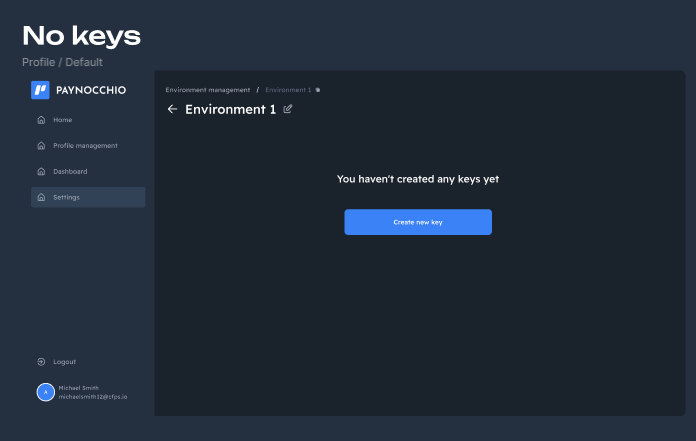 No keys
Profile / Default
PAYNOCCHIO
Home
Profile management
Dashboard
Settings
Logout
A
Michael Smith
michaelsmith12@cfps.io
Environment management / Environment 1
Environment 1
You haven't created any keys yet
Create new key